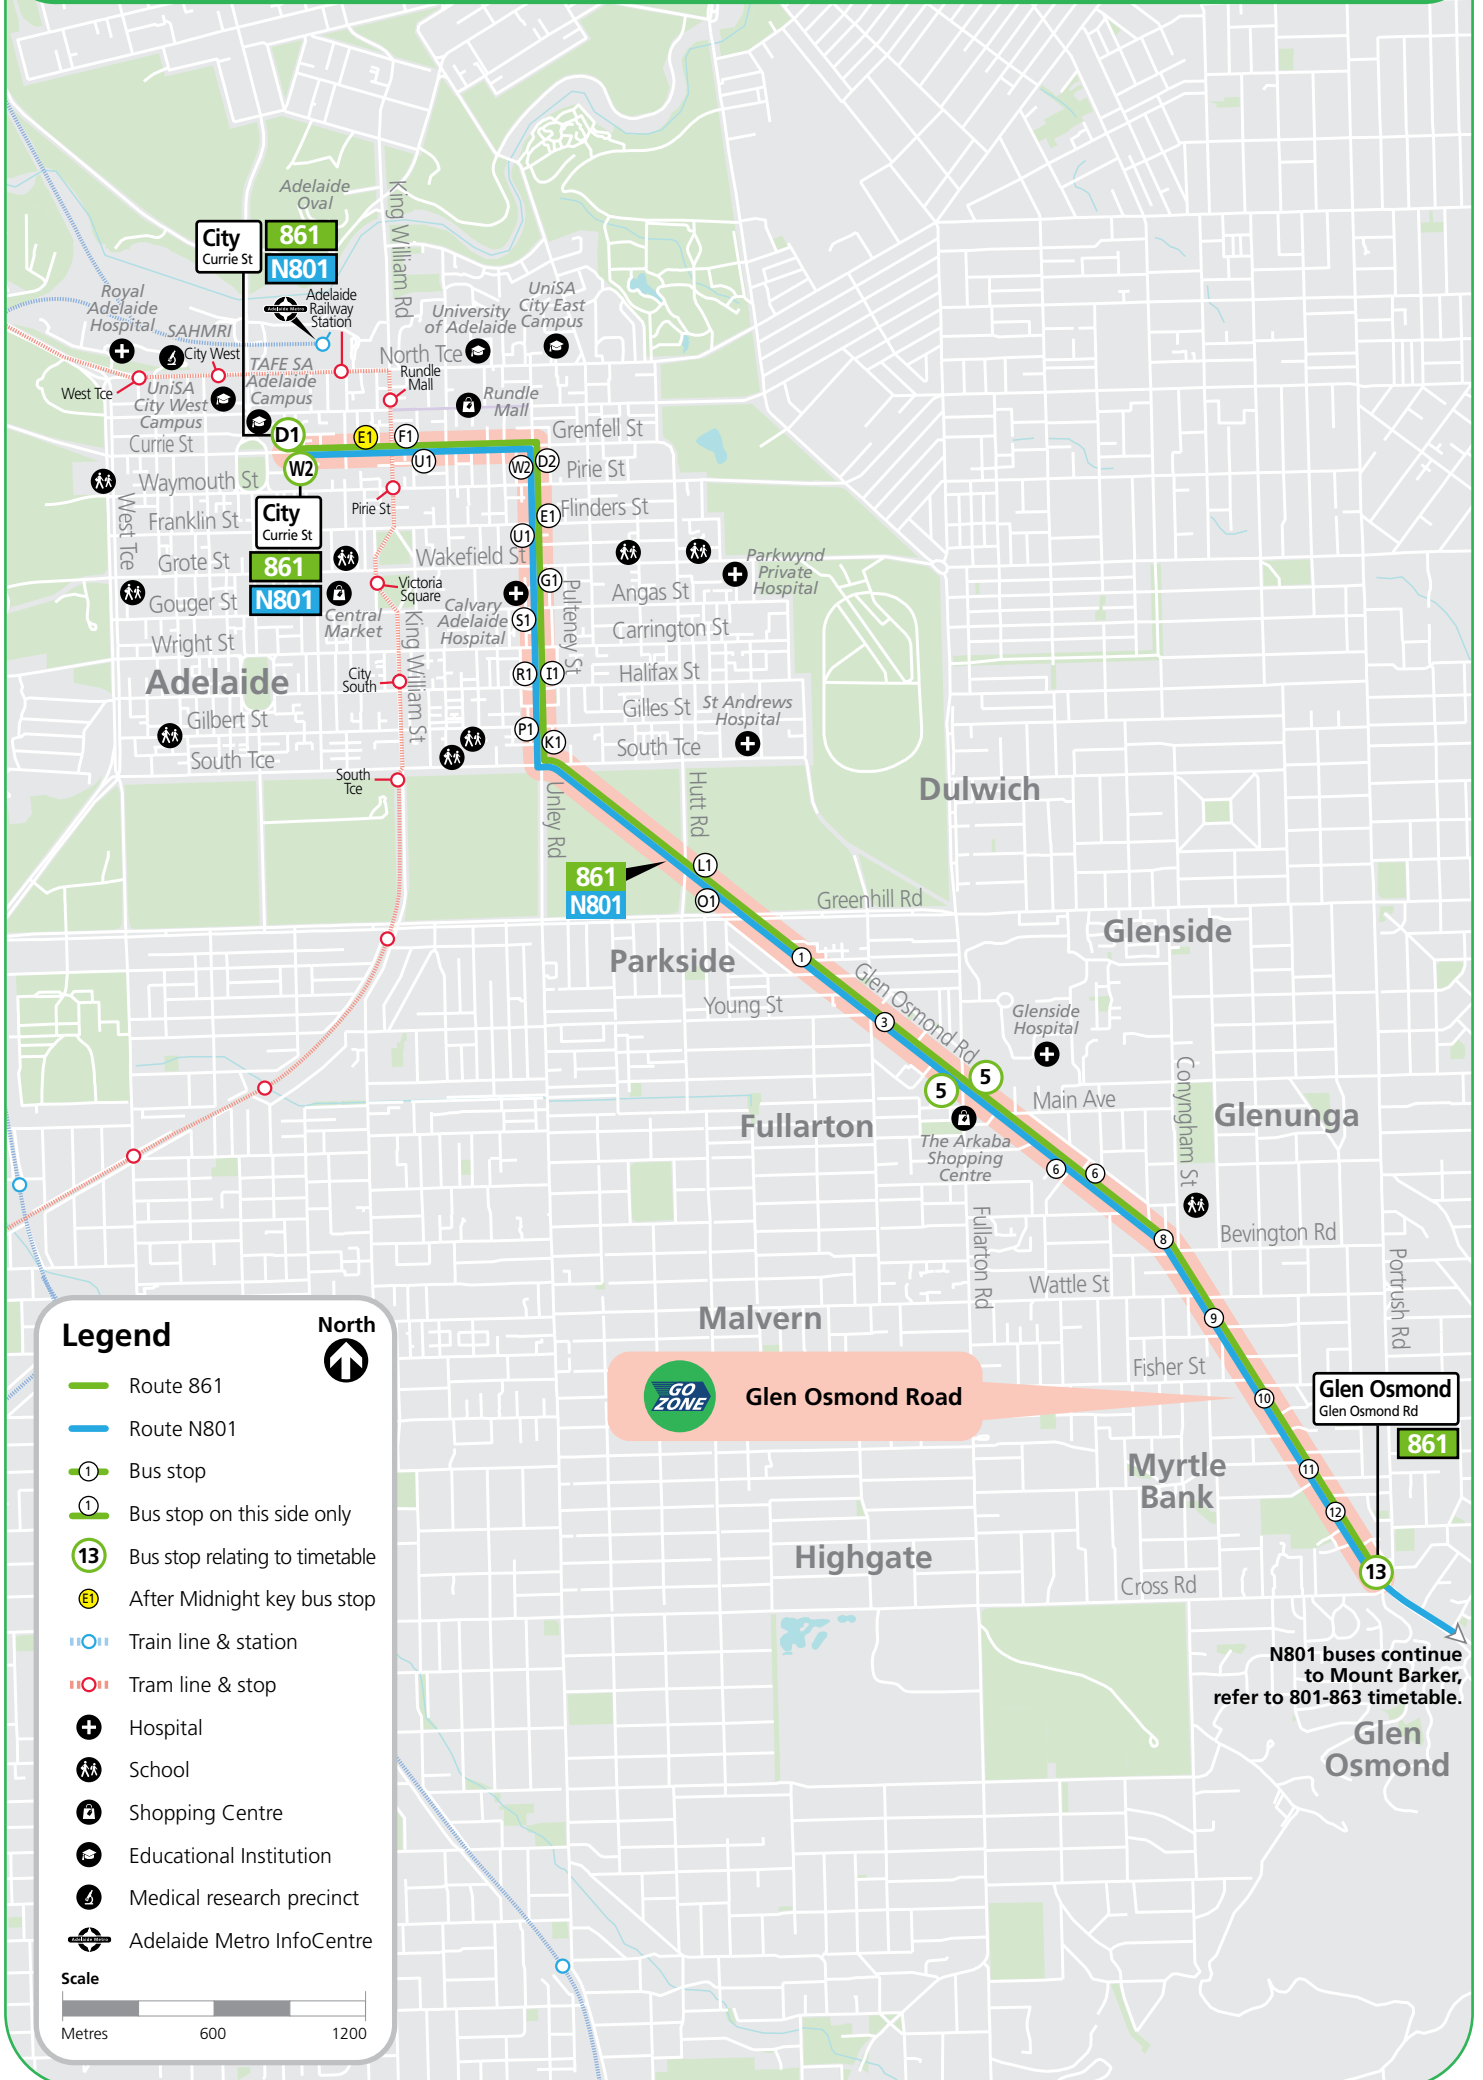 Adelaide
Oval
King William Rd
City
Currie St
861
N801
Royal
Adelaide
Hospital
SAHMRI
Adelaide Metro
Adelaide
Railway
Station
University
of Adelaide
UniSA
City East
Campus
City West
West Tce
UniSA
City West
Campus
TAFE SA
Adelaide
Campus
North Tce
Rundle
Mall
Rundle
Mall
Currie St
D1
E1
F1
Grenfell St
W2
U1
W2
D2
Pirie St
Waymouth St
City
Currie St
861
N801
Pirie St
West Tce
Franklin St
E1
Flinders St
U1
Grote St
Wakefield St
Parkwynd
Private
Hospital
Gouger St
Central
Market
Victoria
Square
Calvary
Adelaide
Hospital
G1
Pulteney St
Angas St
S1
Carrington St
Wright St
King William St
Adelaide
City
South
R1
I1
Halifax St
Gilles St
St Andrews
Hospital
Gilbert St
P1
K1
South Tce
South Tce
South
Tce
Unley Rd
Hutt Rd
Dulwich
861
N801
L1
O1
Greenhill Rd
Glenside
Parkside
1
Young St
Glen Osmond Rd
3
Glenside
Hospital
5
5
Main Ave
Conyngham St
Glenunga
Fullarton
The Arkaba
Shopping
Centre
6
6
Fullarton Rd
8
Bevington Rd
Wattle St
Portrush Rd
Malvern
9
Fisher St
GO
ZONE
Glen Osmond Road
10
Glen Osmond
Glen Osmond Rd
861
Myrtle
Bank
11
12
Highgate
13
Cross Rd
N801 buses continue
to Mount Barker,
refer to 801-863 timetable.
Glen
Osmond
Legend
North
Route 861
Route N801
1
Bus stop
1
Bus stop on this side only
13
Bus stop relating to timetable
E1
After Midnight key bus stop
Train line & station
Tram line & stop
Hospital
School
Shopping Centre
Educational Institution
Medical research precinct
Adelaide Metro
Adelaide Metro InfoCentre
Scale
Metres
600
1200